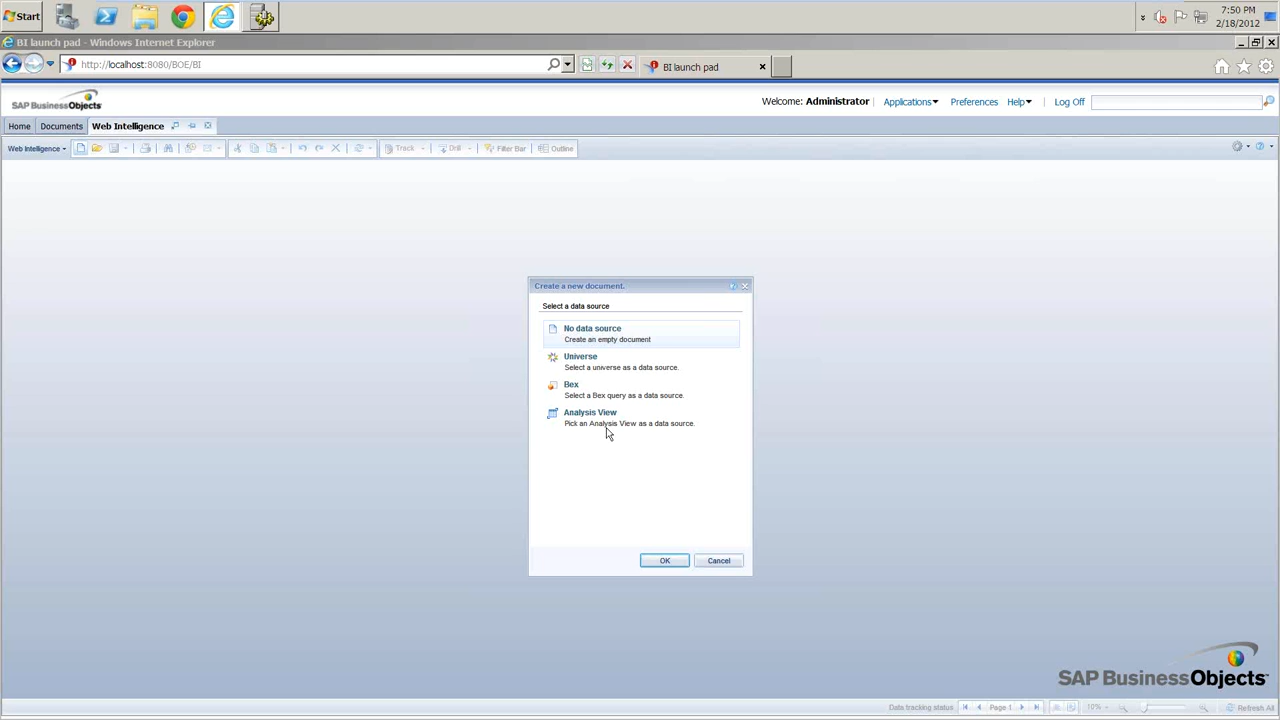 Start
7:50 PM
2/18/2012
BI launch pad - Windows Internet Explorer
http://localhost:8080/BOE/BI
BI launch pad
SAP BusinessObjects
Welcome: Administrator
Applications
Preferences
Help
Log Off
Home
Documents
Web Intelligence
Web Intelligence
Track
Drill
Filter Bar
Outline
Create a new document.
Select a data source
No data source
Create an empty document
Universe
Select a universe as a data source.
Bex
Select a Bex query as a data source.
Analysis View
Pick an Analysis View as a data source.
OK
Cancel
SAP BusinessObjects
Data tracking status
Page 1
10%
Refresh All